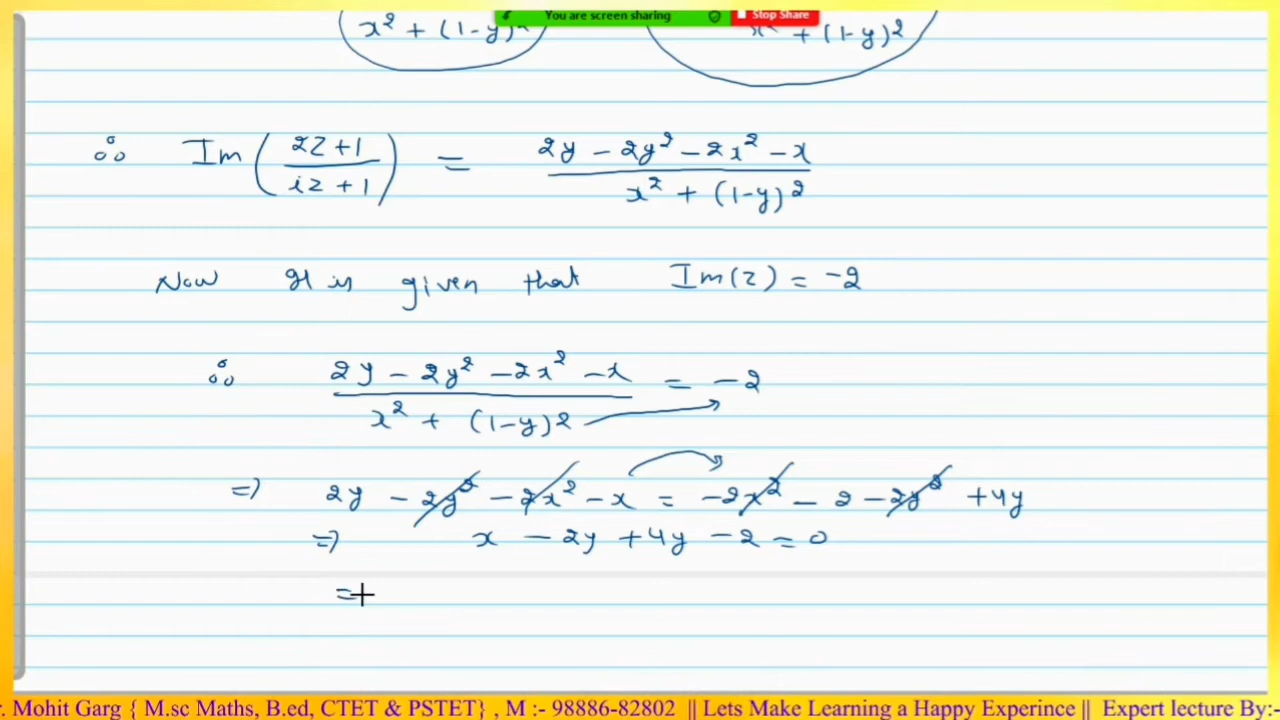 You are screen sharing Stop Share
x² + (1-y)² x² + (1-y)²
∴ Im (2Z+1 / iz+1) = 2y - 2y² - 2x² - x / x² + (1-y)²
Now It is given that Im(z) = -2
∴ 2y - 2y² - 2x² - x / x² + (1-y)² = -2
=) 2y - 2y² - 2x² - x = -2x² - 2 - 2y² + 4y
=) x - 2y + 4y - 2 = 0
=
r. Mohit Garg { M.sc Maths, B.ed, CTET & PSTET} , M :- 98886-82802 || Lets Make Learning a Happy Experince || Expert lecture By:-